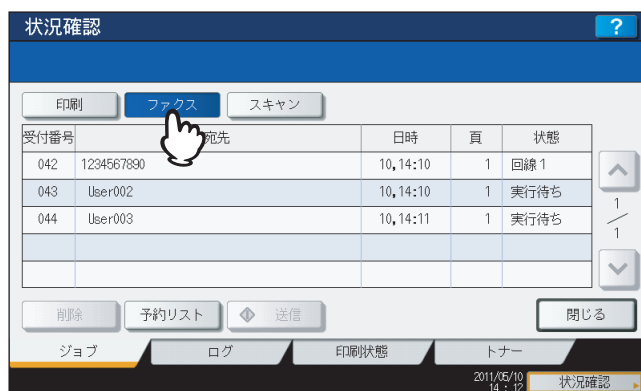 状況確認 ?
印刷 ファクス スキャン
受付番号 宛先 日時 頁 状態
042 1234567890 10,14:10 1 回線1
043 User002 10,14:10 1 実行待ち
044 User003 10,14:11 1 実行待ち
1
1
削除 予約リスト 送信 閉じる
ジョブ ログ 印刷状態 トナー
2011/05/10
14:12 状況確認